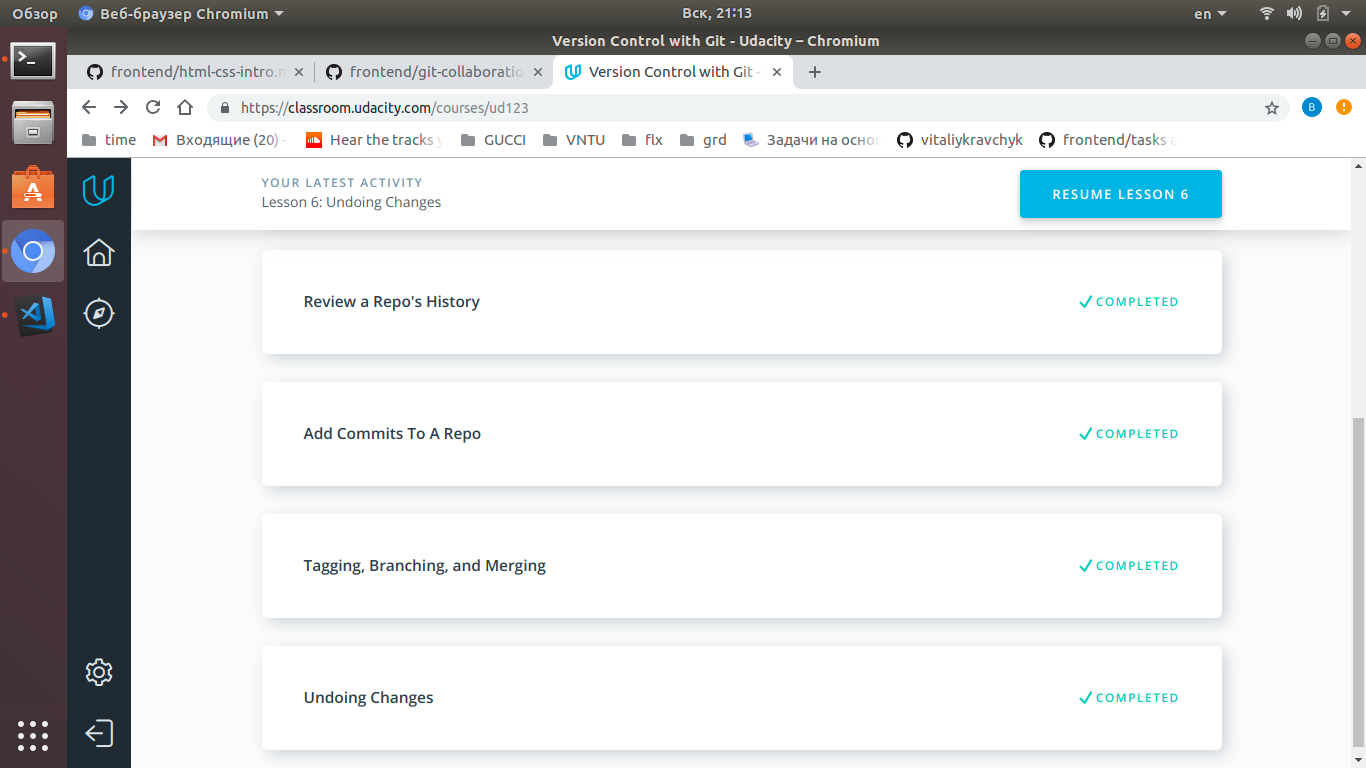 Обзор Веб-браузер Chromium Вск, 21:13 en
Version Control with Git - Udacity – Chromium
frontend/html-css-intro.m frontend/git-collaboratio Version Control with Git -
https://classroom.udacity.com/courses/ud123 B
time Входящие (20) - Hear the tracks y GUCCI VNTU flx grd Задачи на осно vitaliykravchyk frontend/tasks a
YOUR LATEST ACTIVITY
Lesson 6: Undoing Changes
RESUME LESSON 6
Review a Repo's History COMPLETED
Add Commits To A Repo COMPLETED
Tagging, Branching, and Merging COMPLETED
Undoing Changes COMPLETED